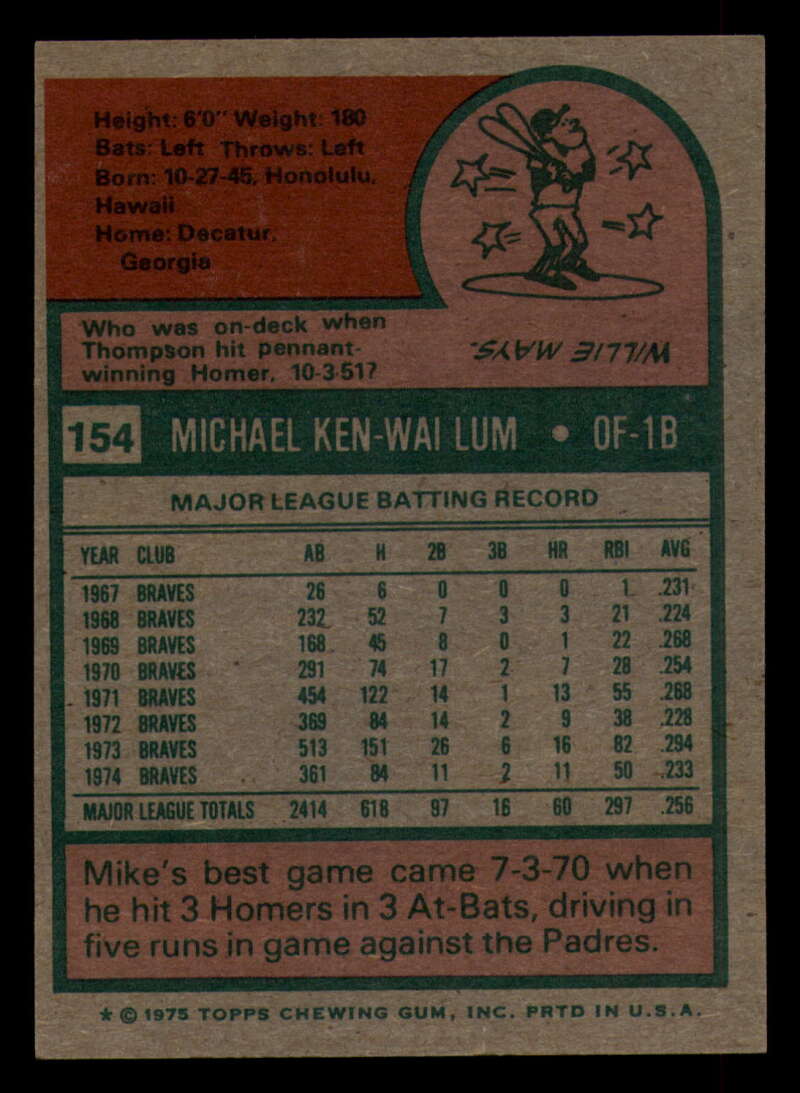 Height: 6'0" Weight: 180
Bats: Left Throws: Left
Born: 10-27-45, Honolulu,
Hawaii
Home: Decatur,
Georgia
Who was on-deck when
Thompson hit pennant-
winning Homer, 10-3-51?
WILLIE MAYS.
154 MICHAEL KEN-WAI LUM • OF-1B
MAJOR LEAGUE BATTING RECORD
YEAR CLUB AB H 2B 3B HR RBI AVG
1967 BRAVES 26 6 0 0 0 1 .231
1968 BRAVES 232 52 7 3 3 21 .224
1969 BRAVES 168 45 8 0 1 22 .268
1970 BRAVES 291 74 17 2 7 28 .254
1971 BRAVES 454 122 14 1 13 55 .268
1972 BRAVES 369 84 14 2 9 38 .228
1973 BRAVES 513 151 26 6 16 82 .294
1974 BRAVES 361 84 11 2 11 50 .233
MAJOR LEAGUE TOTALS 2414 618 97 16 60 297 .256
Mike's best game came 7-3-70 when
he hit 3 Homers in 3 At-Bats, driving in
five runs in game against the Padres.
* © 1975 TOPPS CHEWING GUM, INC. PRTD IN U.S.A.